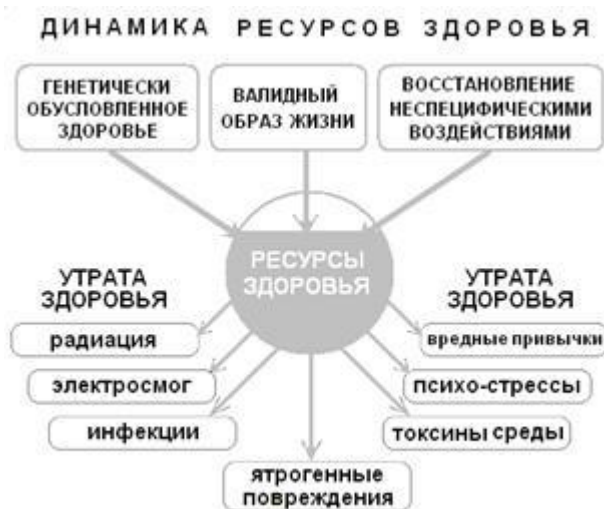 ДИНАМИКА РЕСУРСОВ ЗДОРОВЬЯ
ГЕНЕТИЧЕСКИ
ОБУСЛОВЛЕННОЕ
ЗДОРОВЬЕ
ВАЛИДНЫЙ
ОБРАЗ ЖИЗНИ
ВОССТАНОВЛЕНИЕ
НЕСПЕЦИФИЧЕСКИМИ
ВОЗДЕЙСТВИЯМИ
РЕСУРСЫ
ЗДОРОВЬЯ
УТРАТА
ЗДОРОВЬЯ
радиация
электросмог
инфекции
ятрогенные
повреждения
УТРАТА
ЗДОРОВЬЯ
вредные привычки
психо-стрессы
токсины среды